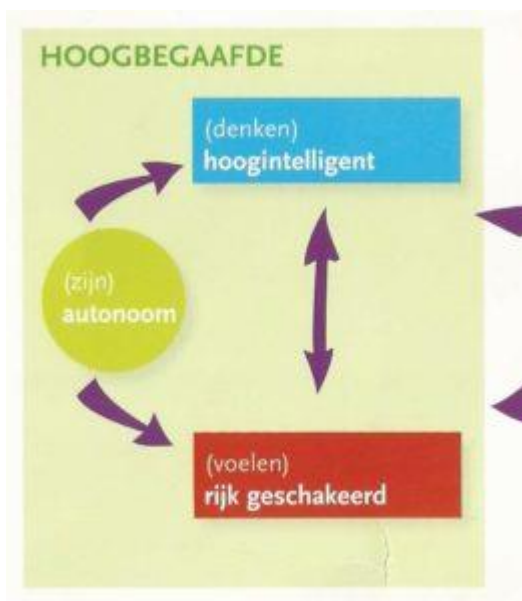 HOOGBEGAAFDE
(denken)
hoogintelligent
(zijn)
autonoom
(voelen)
rijk geschakeerd